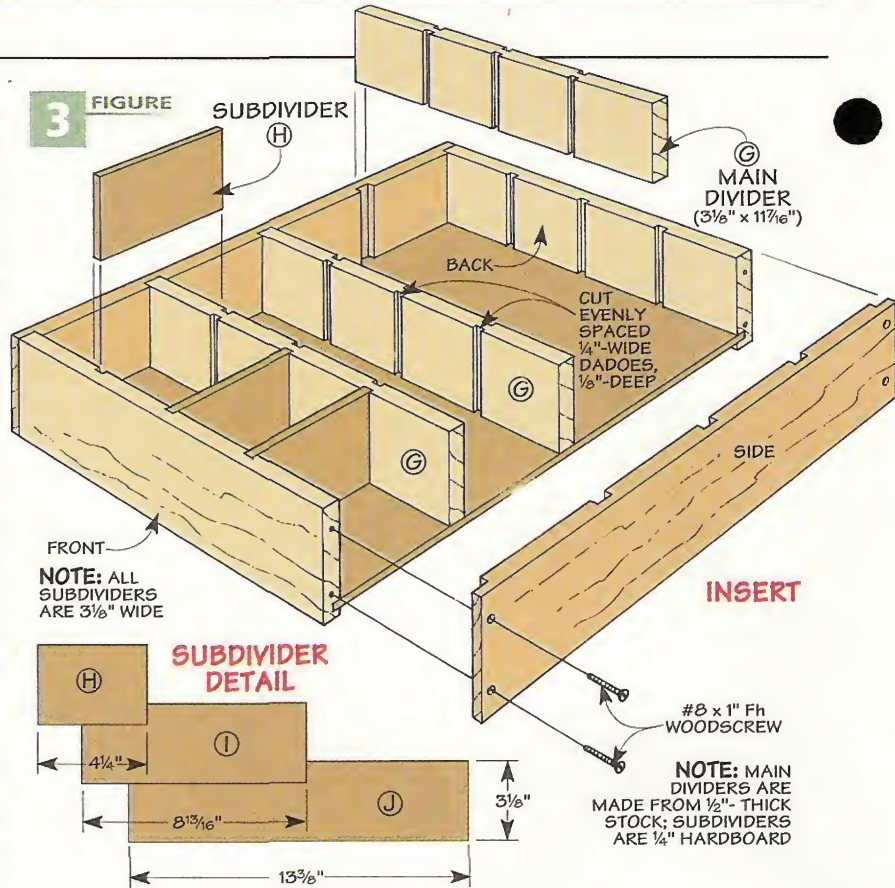 3 FIGURE
SUBDIVIDER
H
G
MAIN
DIVIDER
(3⅛" x 11⁷⁄₁₆")
BACK
CUT
EVENLY
SPACED
¼"-WIDE
DADOES,
⅛"-DEEP
G
G
SIDE
FRONT
NOTE: ALL
SUBDIVIDERS
ARE 3⅛" WIDE
INSERT
SUBDIVIDER
DETAIL
H
I
J
4¼"
8¹³⁄₁₆"
13⅜"
3⅛"
#8 x 1" Fh
WOODSCREW
NOTE: MAIN
DIVIDERS ARE
MADE FROM ½"- THICK
STOCK; SUBDIVIDERS
ARE ¼" HARDBOARD